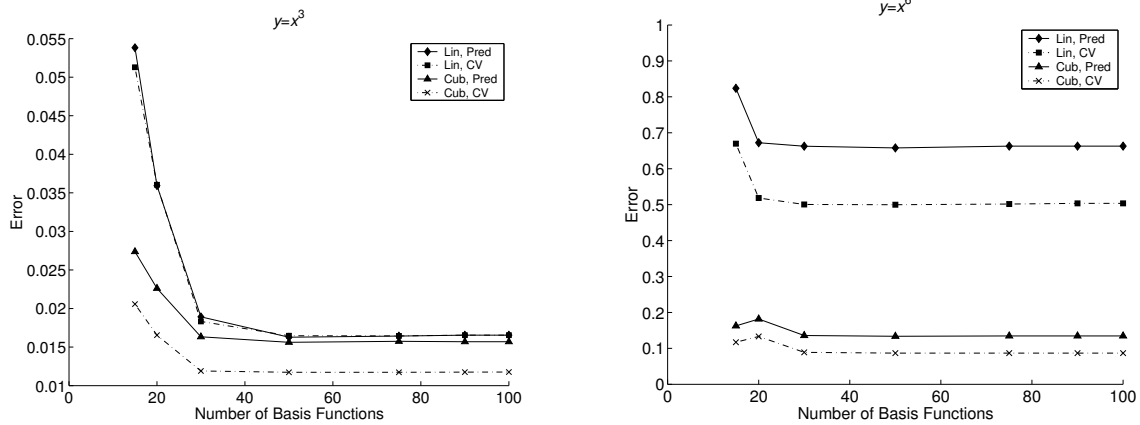 y=x³
0.055
0.05
0.045
0.04
0.035
0.03
0.025
0.02
0.015
0.01
Error
0 20 40 60 80 100
Number of Basis Functions
Lin, Pred
Lin, CV
Cub, Pred
Cub, CV
y=x⁶
1
0.9
0.8
0.7
0.6
0.5
0.4
0.3
0.2
0.1
0
Error
0 20 40 60 80 100
Number of Basis Functions
Lin, Pred
Lin, CV
Cub, Pred
Cub, CV